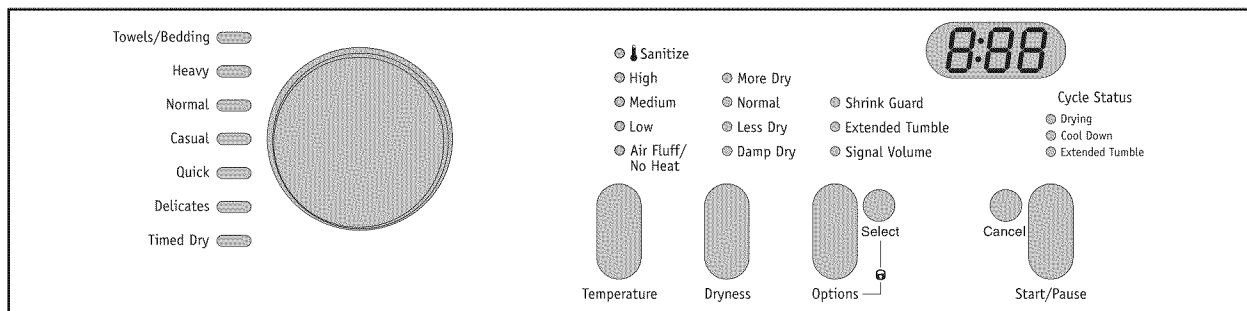 Towels/Bedding
Heavy
Normal
Casual
Quick
Delicates
Timed Dry
Sanitize
High
Medium
Low
Air Fluff/
No Heat
More Dry
Normal
Less Dry
Damp Dry
Shrink Guard
Extended Tumble
Signal Volume
8:88
Cycle Status
Drying
Cool Down
Extended Tumble
Select
Cancel
Temperature
Dryness
Options
Start/Pause